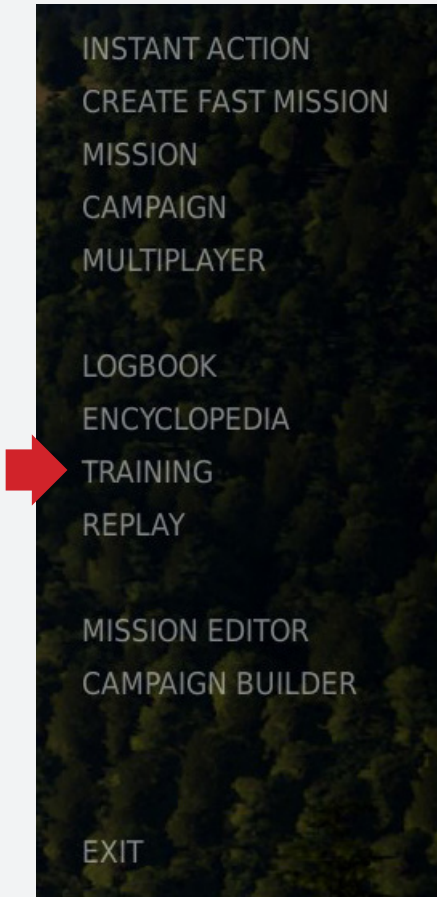 INSTANT ACTION
CREATE FAST MISSION
MISSION
CAMPAIGN
MULTIPLAYER
LOGBOOK
ENCYCLOPEDIA
TRAINING
REPLAY
MISSION EDITOR
CAMPAIGN BUILDER
EXIT